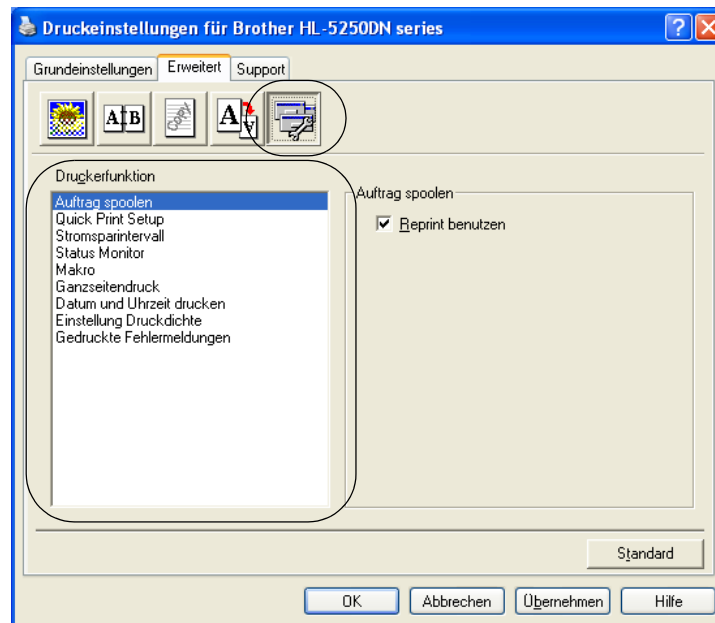 Druckeinstellungen für Brother HL-5250DN series
Grundeinstellungen Erweitert Support
A B COPY A A
Druckerfunktion
Auftrag spoolen
Quick Print Setup
Stromsparintervall
Status Monitor
Makro
Ganzseitendruck
Datum und Uhrzeit drucken
Einstellung Druckdichte
Gedruckte Fehlermeldungen
Auftrag spoolen
Reprint benutzen
Standard
OK Abbrechen Übernehmen Hilfe